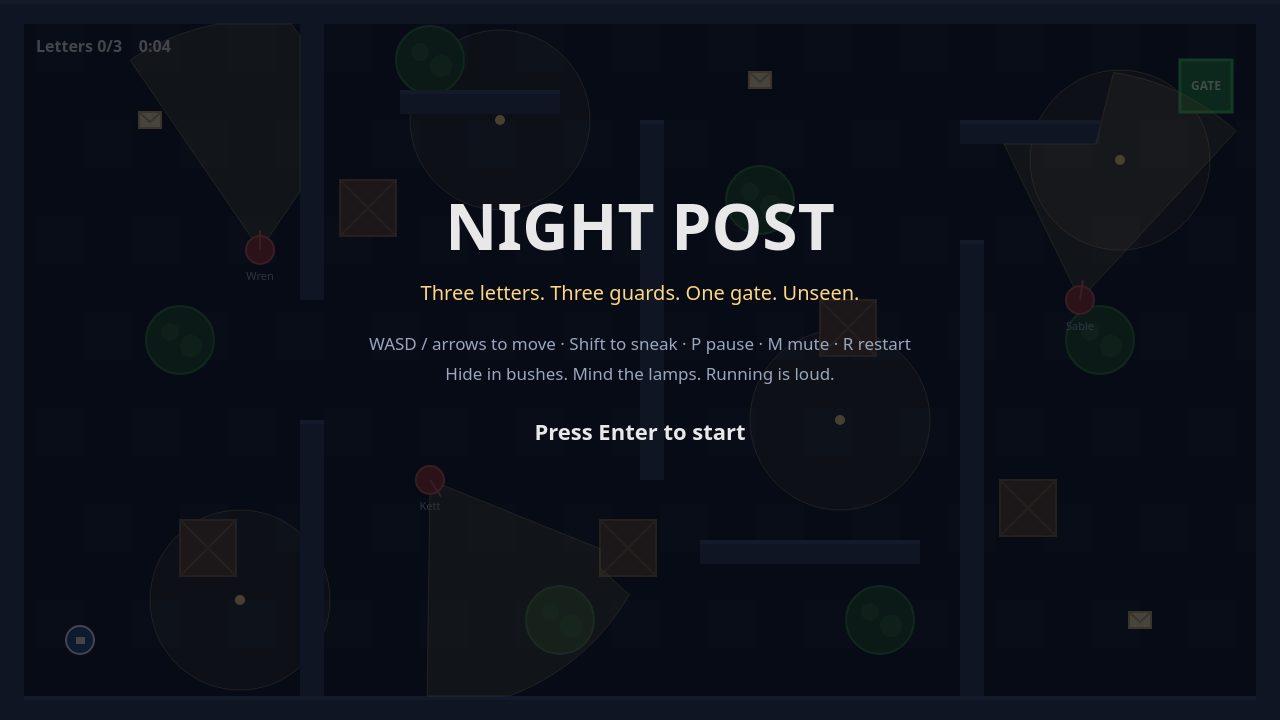 Letters 0/3 0:04
GATE
NIGHT POST
Wren
Three letters. Three guards. One gate. Unseen.
Sable
WASD / arrows to move · Shift to sneak · P pause · M mute · R restart
Hide in bushes. Mind the lamps. Running is loud.
Press Enter to start
Kett